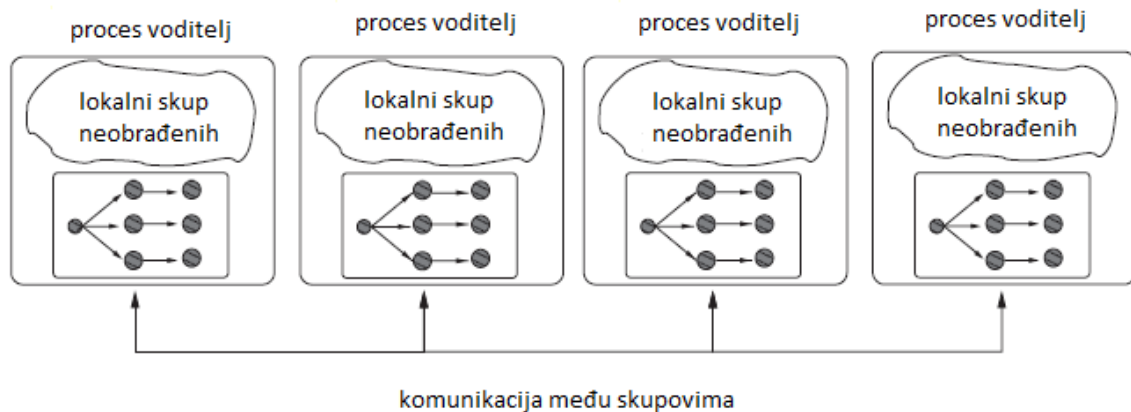 proces voditelj
proces voditelj
proces voditelj
proces voditelj
lokalni skup
neobrađenih
lokalni skup
neobrađenih
lokalni skup
neobrađenih
lokalni skup
neobrađenih
komunikacija među skupovima